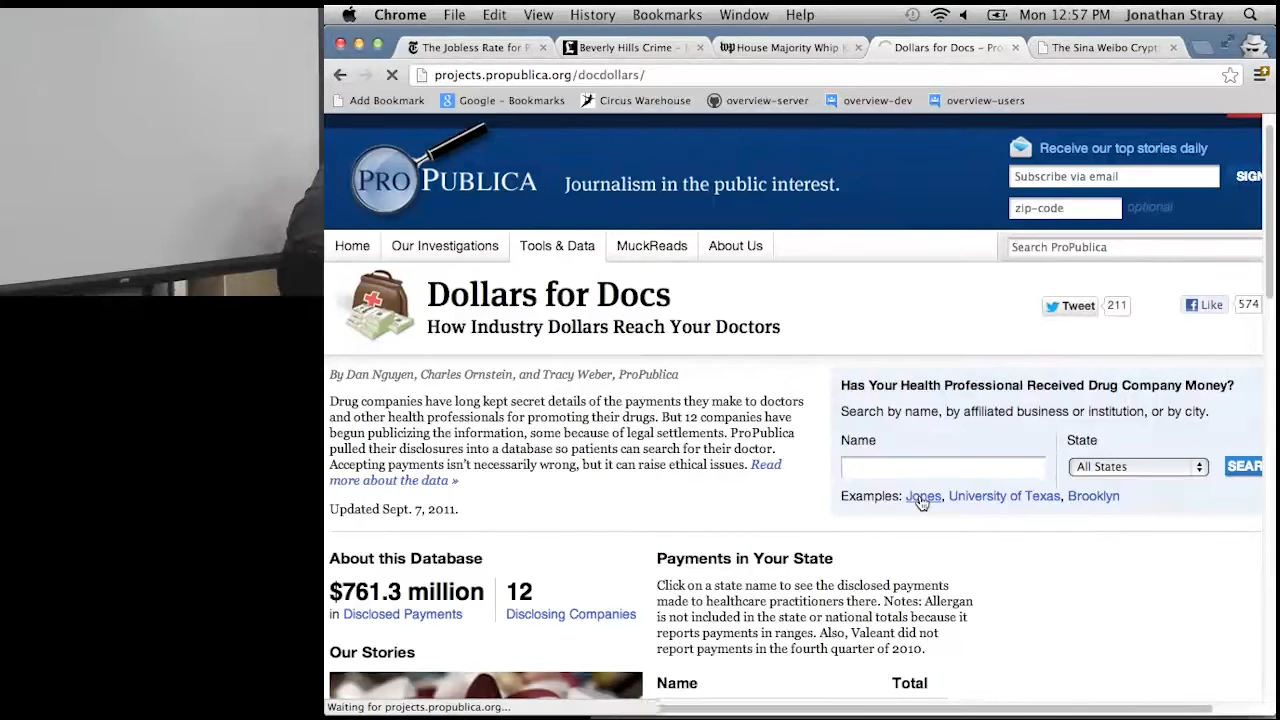 Chrome File Edit View History Bookmarks Window Help Mon 12:57 PM Jonathan Stray
The Jobless Rate for P
Beverly Hills Crime –
wp House Majority Whip K
Dollars for Docs – Pro
The Sina Weibo Crypt
projects.propublica.org/docdollars/
Add Bookmark Google - Bookmarks Circus Warehouse overview-server overview-dev overview-users
PRO PUBLICA Journalism in the public interest.
Receive our top stories daily
Subscribe via email SIGN
zip-code optional
Home Our Investigations Tools & Data MuckReads About Us Search ProPublica
Dollars for Docs
How Industry Dollars Reach Your Doctors
Tweet 211 Like 574
By Dan Nguyen, Charles Ornstein, and Tracy Weber, ProPublica
Drug companies have long kept secret details of the payments they make to doctors
and other health professionals for promoting their drugs. But 12 companies have
begun publicizing the information, some because of legal settlements. ProPublica
pulled their disclosures into a database so patients can search for their doctor.
Accepting payments isn't necessarily wrong, but it can raise ethical issues. Read
more about the data »
Updated Sept. 7, 2011.
Has Your Health Professional Received Drug Company Money?
Search by name, by affiliated business or institution, or by city.
Name State
All States SEAR
Examples: Jones, University of Texas, Brooklyn
About this Database
$761.3 million
in Disclosed Payments
12
Disclosing Companies
Our Stories
Payments in Your State
Click on a state name to see the disclosed payments
made to healthcare practitioners there. Notes: Allergan
is not included in the state or national totals because it
reports payments in ranges. Also, Valeant did not
report payments in the fourth quarter of 2010.
Name Total
Waiting for projects.propublica.org...